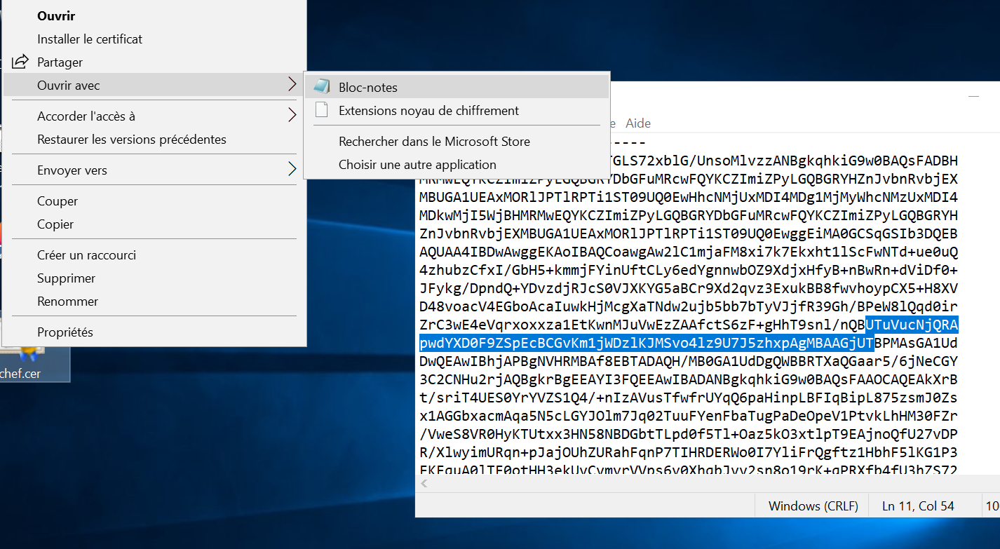 Ouvrir
Installer le certificat
Partager
Ouvrir avec
Accorder l'accès à
Restaurer les versions précédentes
Envoyer vers
Couper
Copier
Créer un raccourci
Supprimer
Renommer
Propriétés
chef.cer
Bloc-notes
Extensions noyau de chiffrement
Rechercher dans le Microsoft Store
Choisir une autre application
Aide
-----
TGLS72xblG/UnsoMlvzzANBgkqhkiG9w0BAQsFADBH
MRMwEQYKCZImiZPyLGQBGRYDbGFuMRcwFQYKCZImiZPyLGQBGRYHZnJvbnRvbjEX
MBUGA1UEAxMORlJPTlRPTi1ST09UQ0EwHhcNMjUxMDI4MDg1MjMyWhcNMzUxMDI4
MDkwMjI5WjBHMRMwEQYKCZImiZPyLGQBGRYDbGFuMRcwFQYKCZImiZPyLGQBGRYH
ZnJvbnRvbjEXMBUGA1UEAxMORlJPTlRPTi1ST09UQ0EwggEiMA0GCSqGSIb3DQEB
AQUAA4IBDwAwggEKAoIBAQCoawgAw2lC1mjaFM8xi7k7Ekxht1lScFwNTd+ue0uQ
4zhubzCfxI/GbH5+kmmjFYinUftCLy6edYgnnwbOZ9XdjxHfyB+nBwRn+dViDf0+
JFykg/DpndQ+YDvzdjRJcS0VJXKYG5aBCr9Xd2qvz3ExukBB8fwvhoypCX5+H8XV
D48voacV4EGboAcaIuwkHjMcgXaTNdw2ujb5bb7bTyVJjfR39Gh/BPeW8lQqd0ir
ZrC3wE4eVqrxoxxza1EtKwnMJuVwEzZAAfctS6zF+gHhT9snl/nQBUTuVucNjQRA
pwdYXD0F9ZSpEcBCGvKm1jWDzlKJMSvo4lz9U7J5zhxpAgMBAAGjUTBPMAsGA1Ud
DwQEAwIBhjAPBgNVHRMBAf8EBTADAQH/MB0GA1UdDgQWBBRTXaQGaar5/6jNeCGY
3C2CNHu2rjAQBgkrBgEEAYI3FQEEAwIBADANBgkqhkiG9w0BAQsFAAOCAQEAkXrB
t/sriT4UES0YrYVZS1Q4/+nIzAVusTfwfrUYqQ6paHinpLBFIqBipL875zsmJ0Zs
x1AGGbxacmAqa5N5cLGYJOlm7Jq02TuuFYenFbaTugPaDeOpeV1PtvkLhHM30FZr
/VweS8VR0HyKTUtxx3HN58NBDGbtTLpd0f5Tl+Oaz5kO3xtlpT9EAjnoQfU27vDP
R/XlwyimURqn+pJajOUhZURahFqnP7TIHRDERWo0I7YliFrQgftz1HbhF5lKG1P3
Windows (CRLF)
Ln 11, Col 54
10